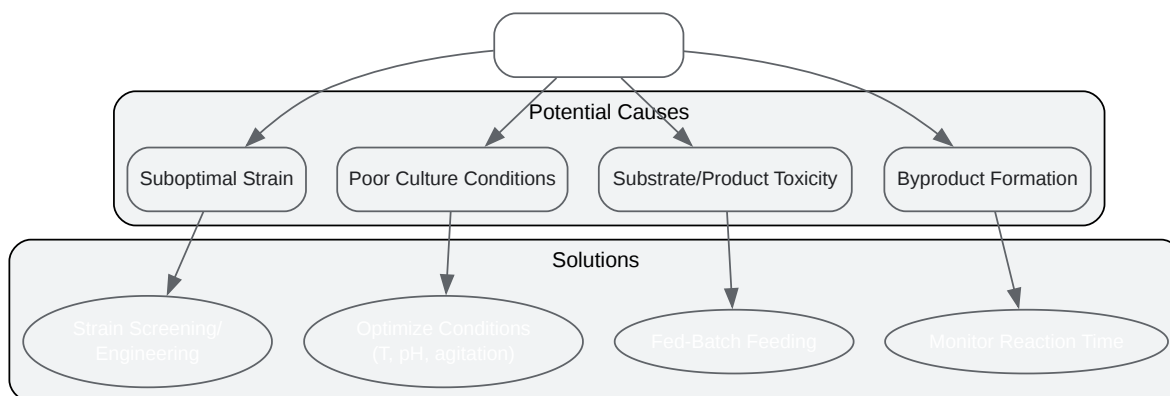 Potential Causes
Suboptimal Strain
Poor Culture Conditions
Substrate/Product Toxicity
Byproduct Formation
Solutions
Strain Screening/
Engineering
Optimize Conditions
(T, pH, agitation)
Fed-Batch Feeding
Monitor Reaction Time